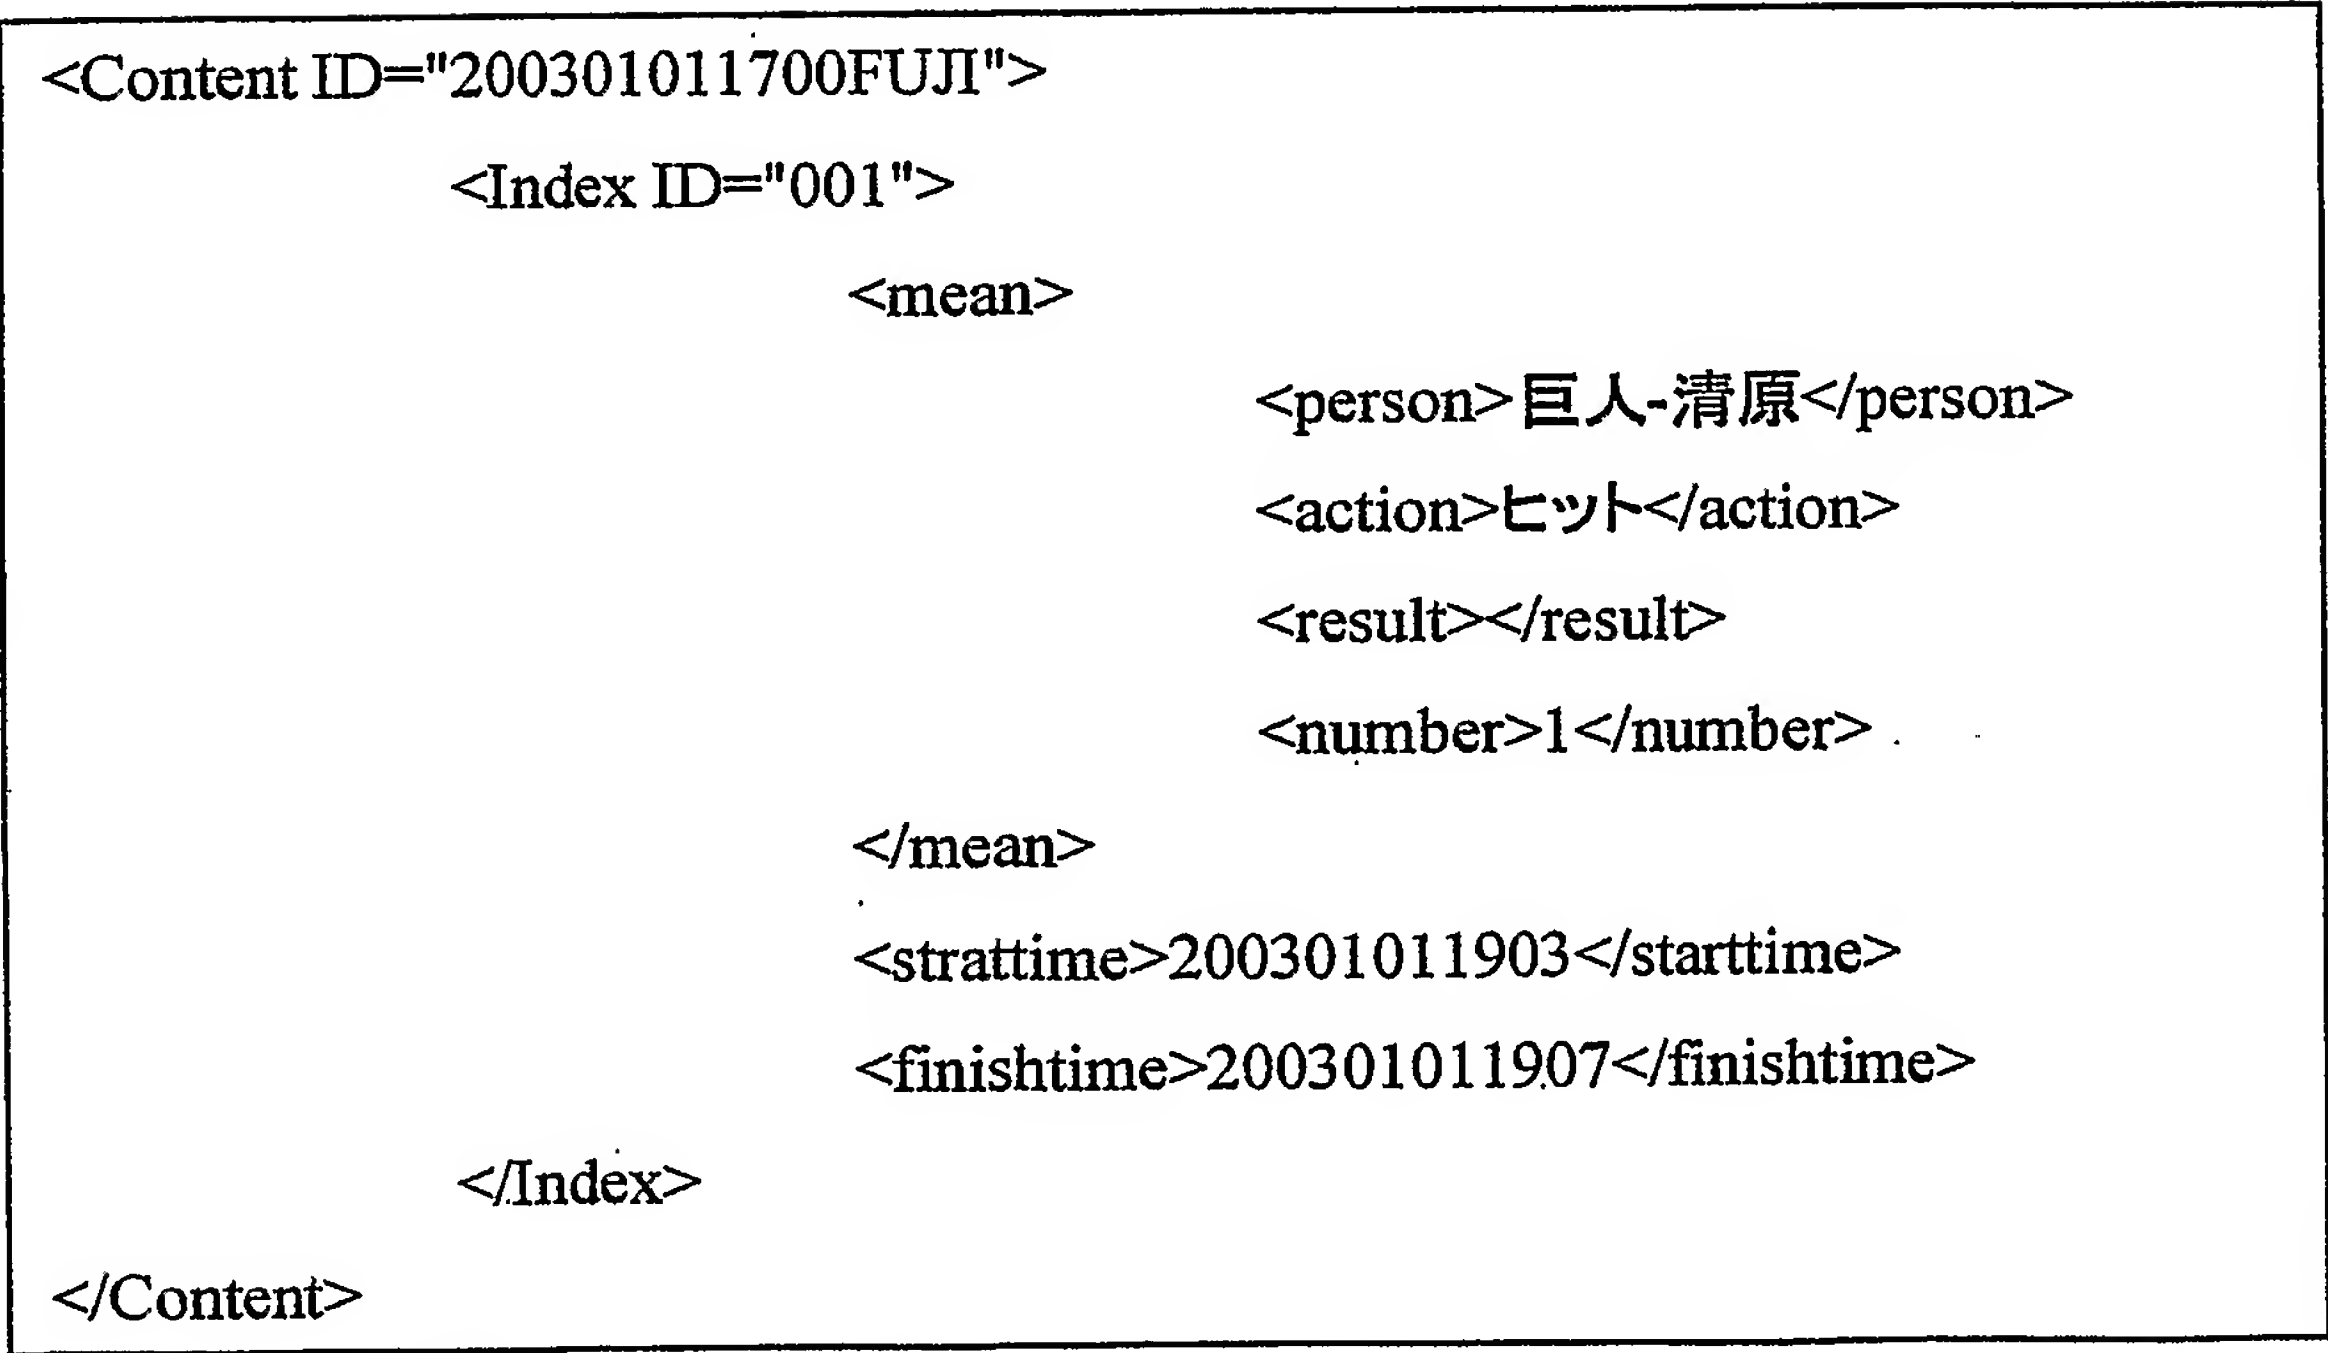 <Content ID="200301011700FUJI">
<Index ID="001">
<mean>
<person>巨人-清原</person>
<action>ヒット</action>
<result></result>
<number>1</number>
</mean>
<strattime>200301011903</starttime>
<finishtime>200301011907</finishtime>
</Index>
</Content>